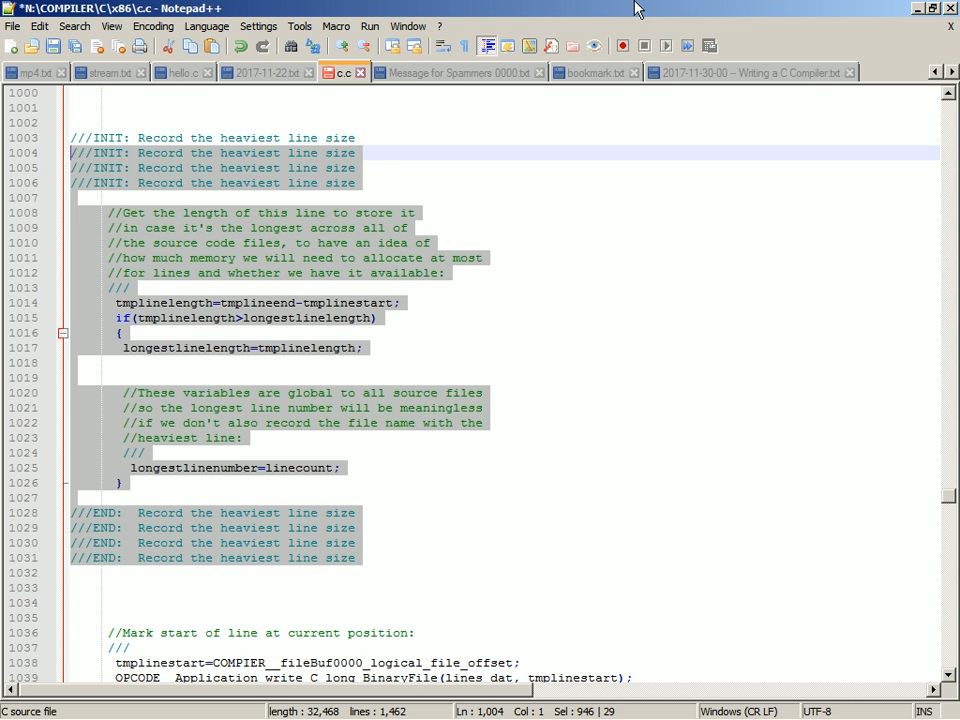 *N:\COMPILER\C\x86\c.c - Notepad++
File Edit Search View Encoding Language Settings Tools Macro Run Window ? X
mp4.txt stream.txt hello.c 2017-11-22.txt c.c Message for Spammers 0000.txt bookmark.txt 2017-11-30-00 – Writing a C Compiler.txt
1000
1001
1002
1003 ///INIT: Record the heaviest line size
1004 ///INIT: Record the heaviest line size
1005 ///INIT: Record the heaviest line size
1006 ///INIT: Record the heaviest line size
1007
1008 //Get the length of this line to store it
1009 //in case it's the longest across all of
1010 //the source code files, to have an idea of
1011 //how much memory we will need to allocate at most
1012 //for lines and whether we have it available:
1013 ///
1014 tmplinelength=tmplineend-tmplinestart;
1015 if(tmplinelength>longestlinelength)
1016 {
1017 longestlinelength=tmplinelength;
1018
1019
1020 //These variables are global to all source files
1021 //so the longest line number will be meaningless
1022 //if we don't also record the file name with the
1023 //heaviest line:
1024 ///
1025 longestlinenumber=linecount;
1026 }
1027
1028 ///END: Record the heaviest line size
1029 ///END: Record the heaviest line size
1030 ///END: Record the heaviest line size
1031 ///END: Record the heaviest line size
1032
1033
1034
1035
1036 //Mark start of line at current position:
1037 ///
1038 tmplinestart=COMPIER__fileBuf0000_logical_file_offset;
1039 OPCODE__Application_write_C_long_BinaryFile(lines_dat, tmplinestart);
C source file length : 32,468 lines : 1,462 Ln : 1,004 Col : 1 Sel : 946 | 29 Windows (CR LF) UTF-8 INS